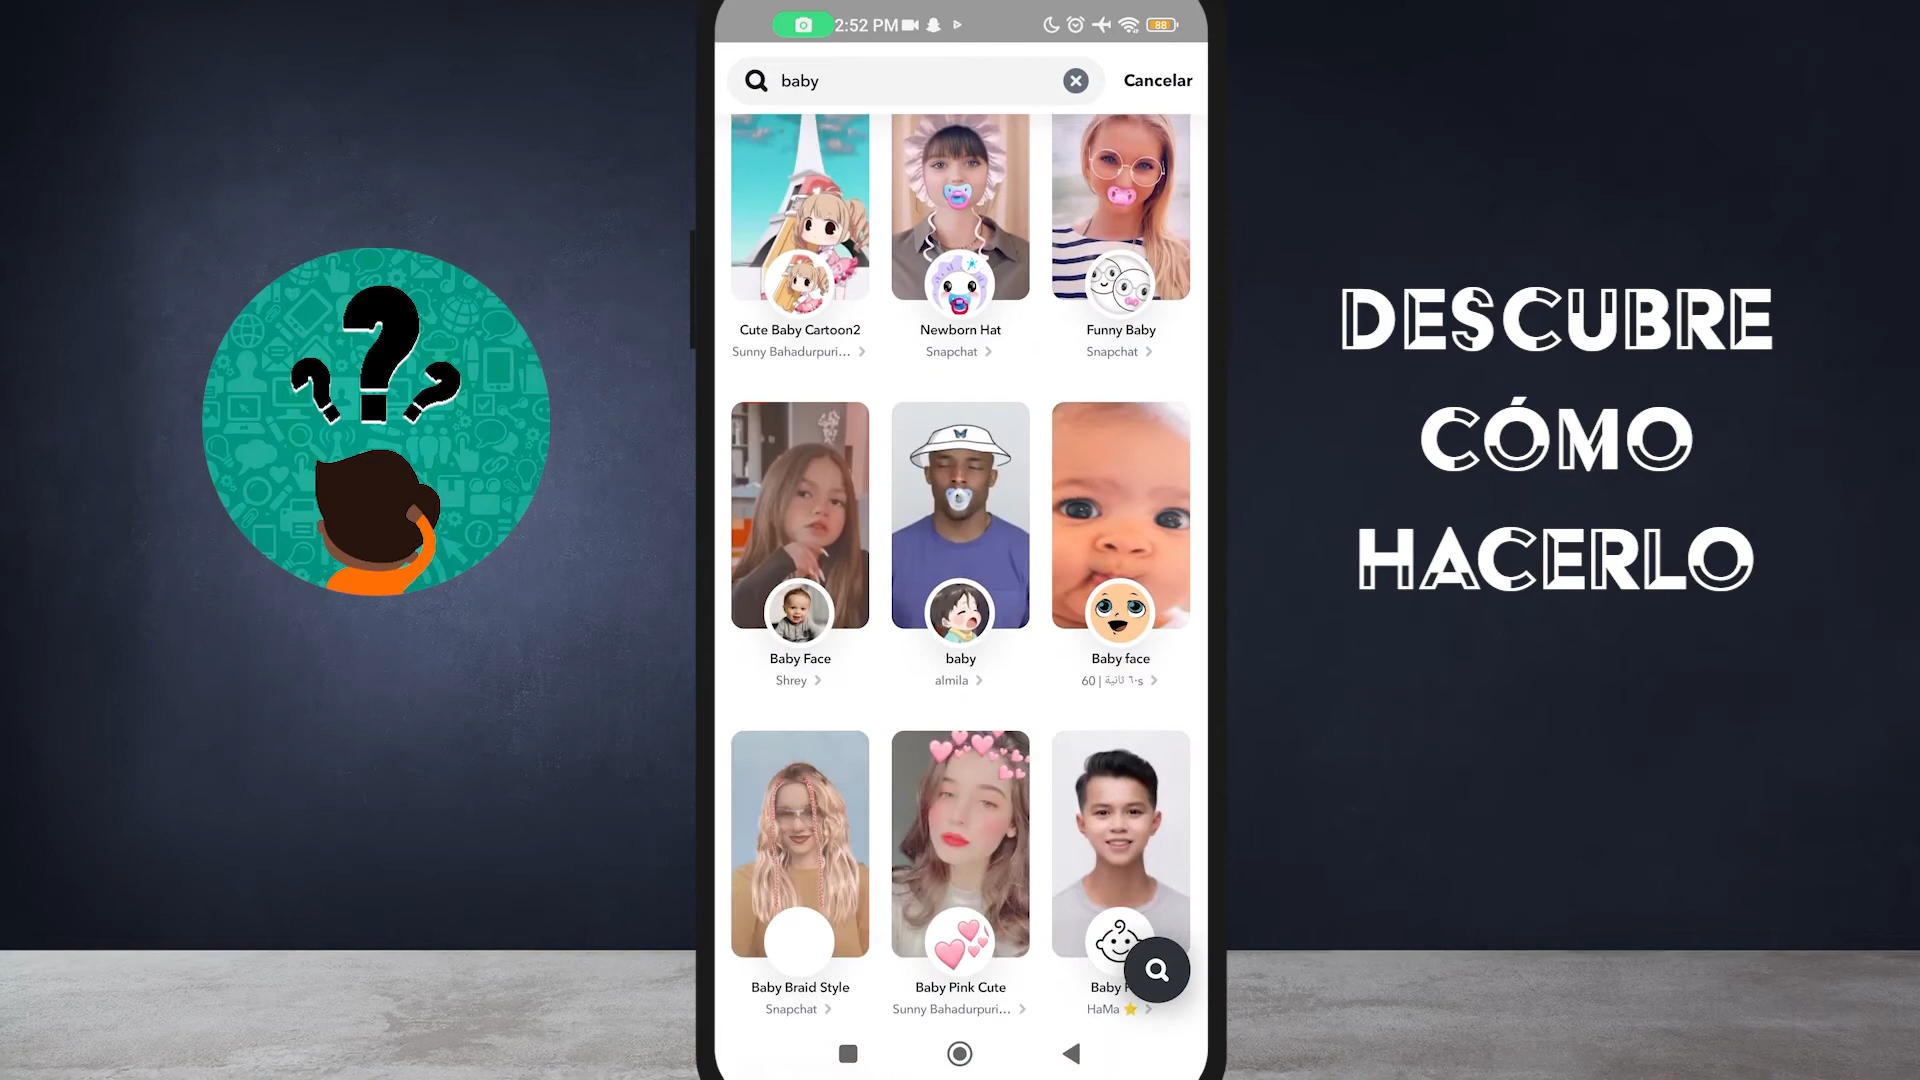 2:52 PM
88
baby
Cancelar
Cute Baby Cartoon2
Sunny Bahadurpuri...
Newborn Hat
Snapchat
Funny Baby
Snapchat
Baby Face
Shrey
baby
almila
Baby face
60 | ٦٠ ثانية s
Baby Braid Style
Snapchat
Baby Pink Cute
Sunny Bahadurpuri...
Baby
HaMa ⭐
DESCUBRE
CÓMO
HACERLO